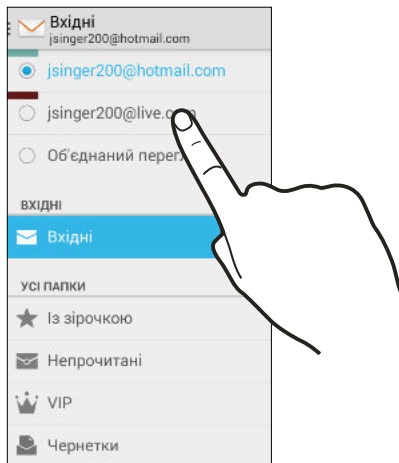 Вхідні
jsinger200@hotmail.com
jsinger200@hotmail.com
jsinger200@live.com
Об'єднаний
ВХІДНІ
Вхідні
УСІ ПАПКИ
Із зірочкою
Непрочитані
VIP
Чернетки